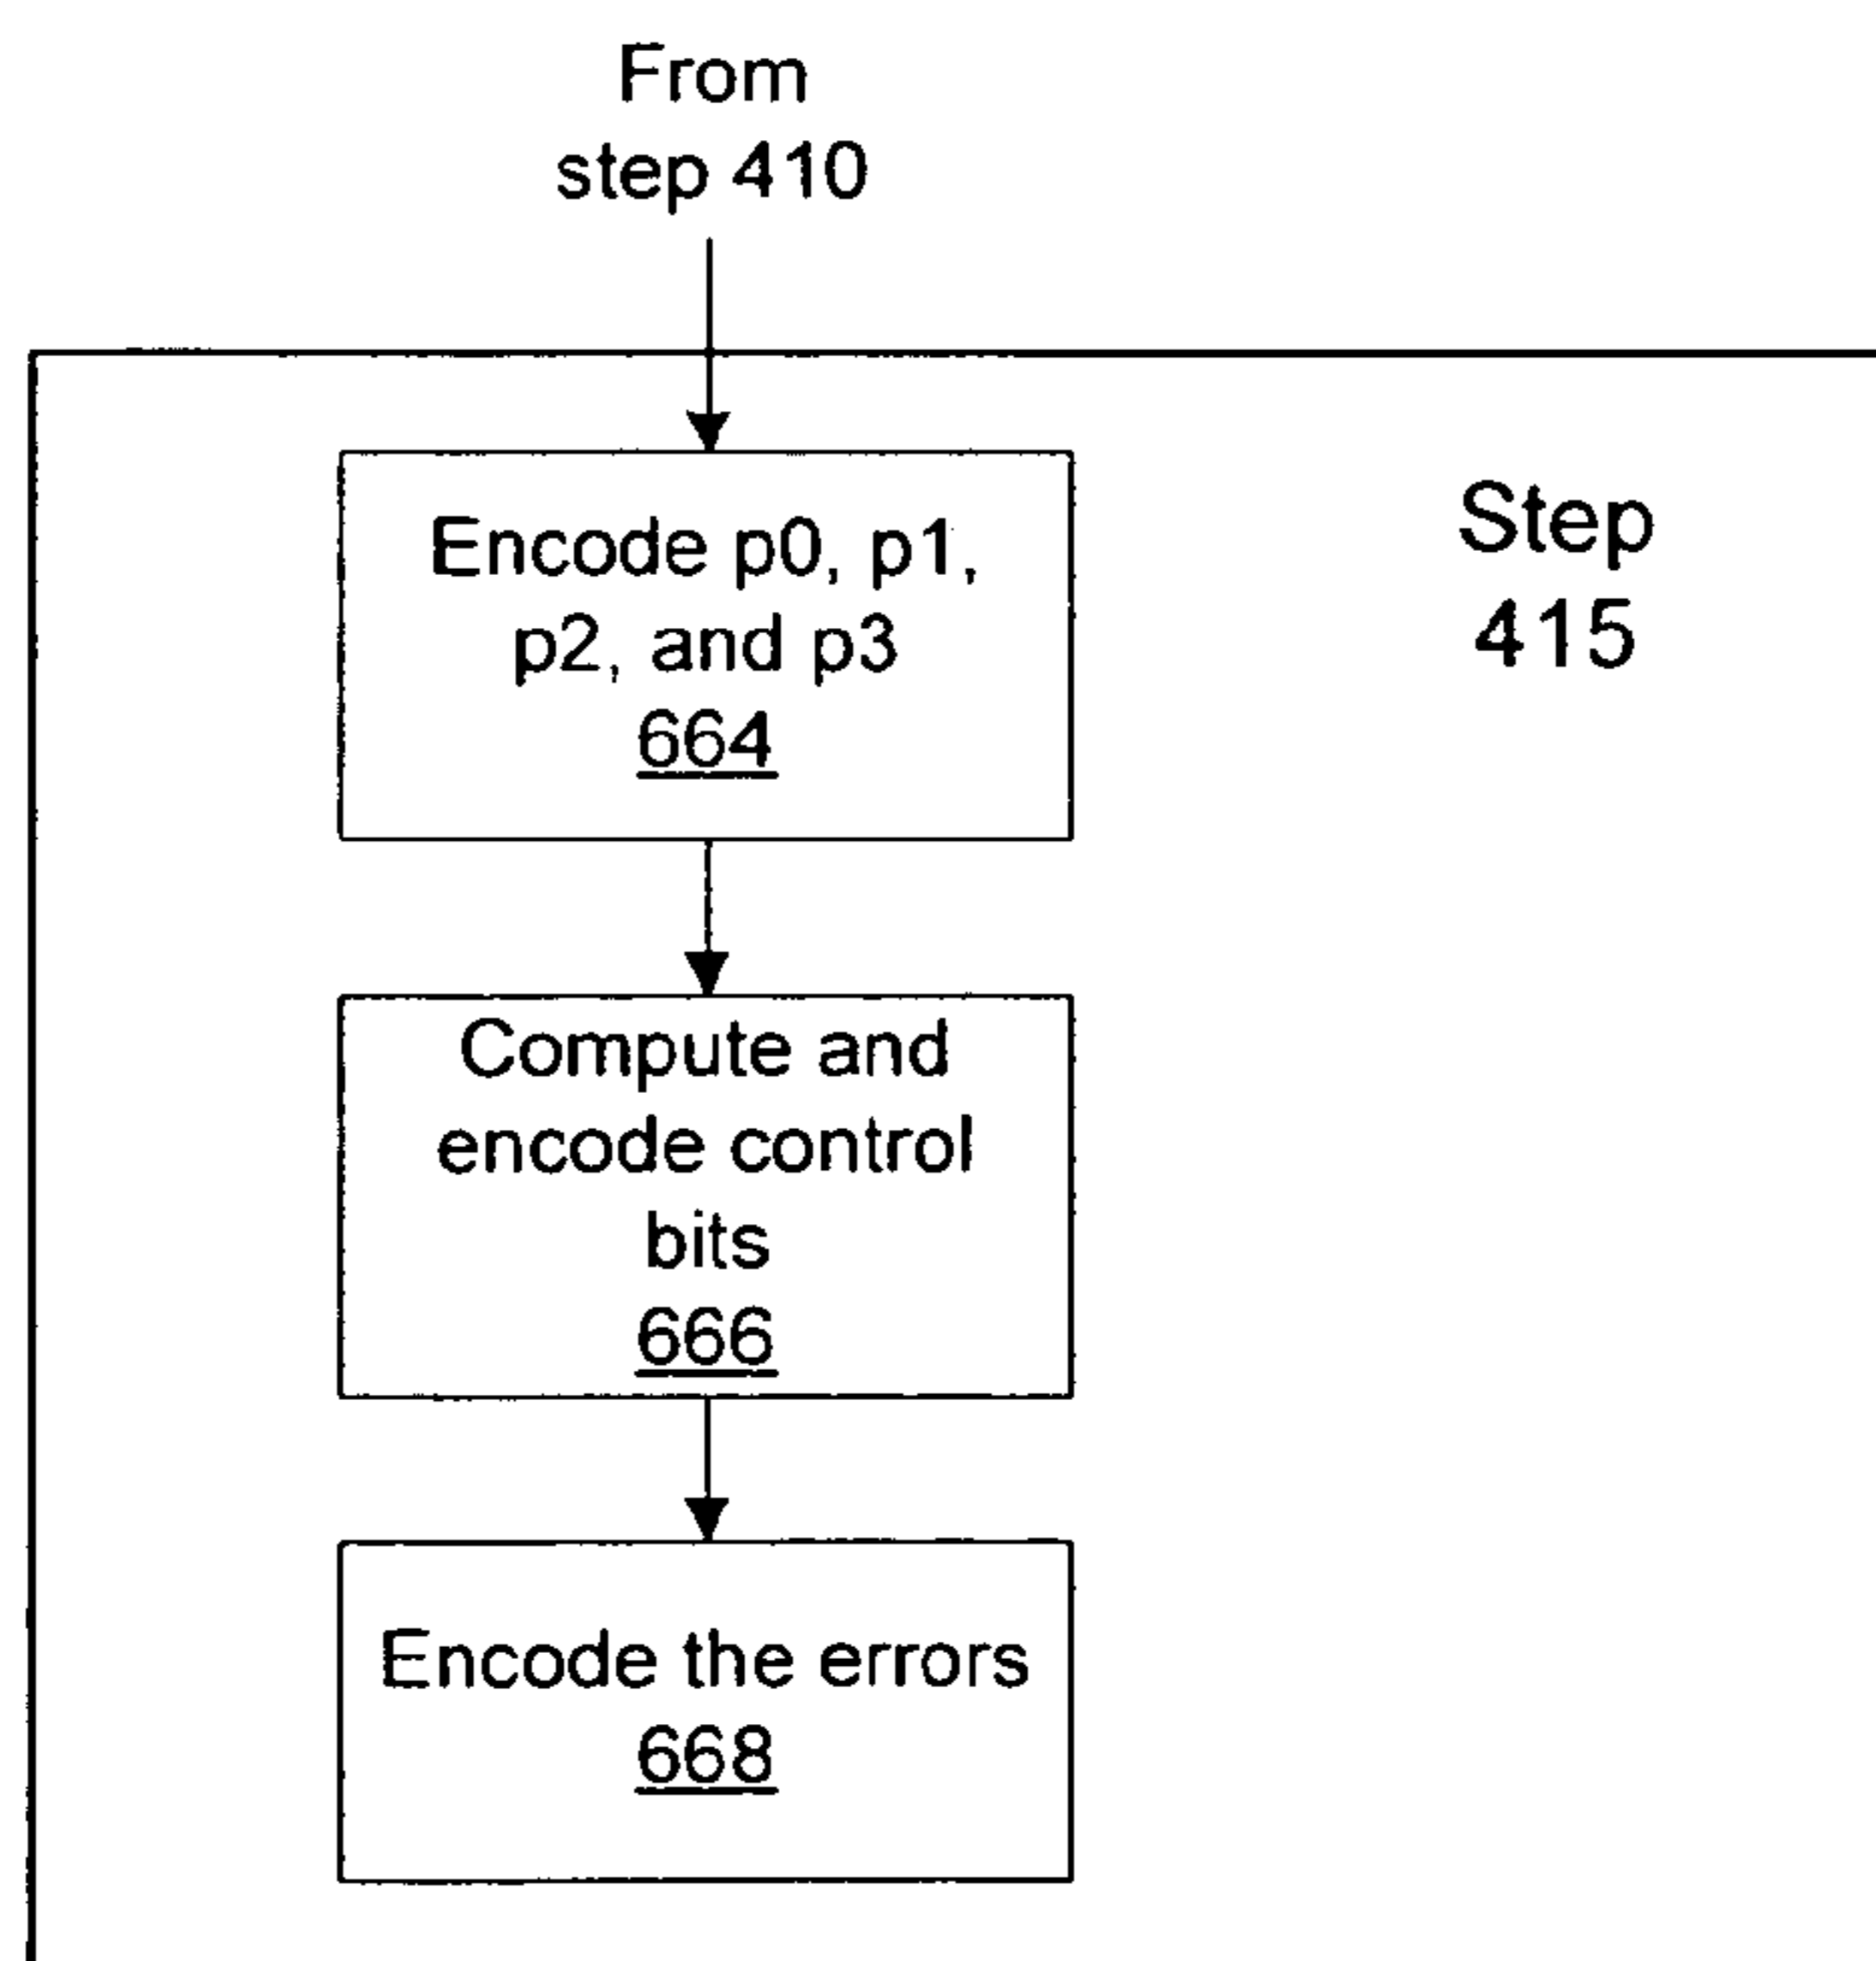 From
step 410
Step
415
Encode p0, p1,
p2, and p3
664
Compute and
encode control
bits
666
Encode the errors
668